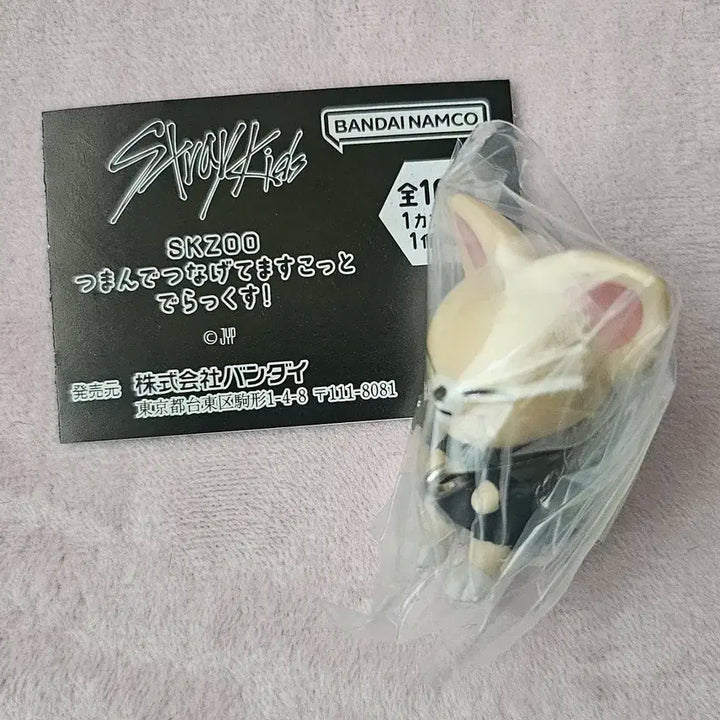 Stray Kids
BANDAI NAMCO
全1
1カ
1
SKZOO
つまんでつなげてますこっと
でらっくす!
© JYP
発売元 株式会社バンダイ
東京都台東区駒形1-4-8 〒111-8081